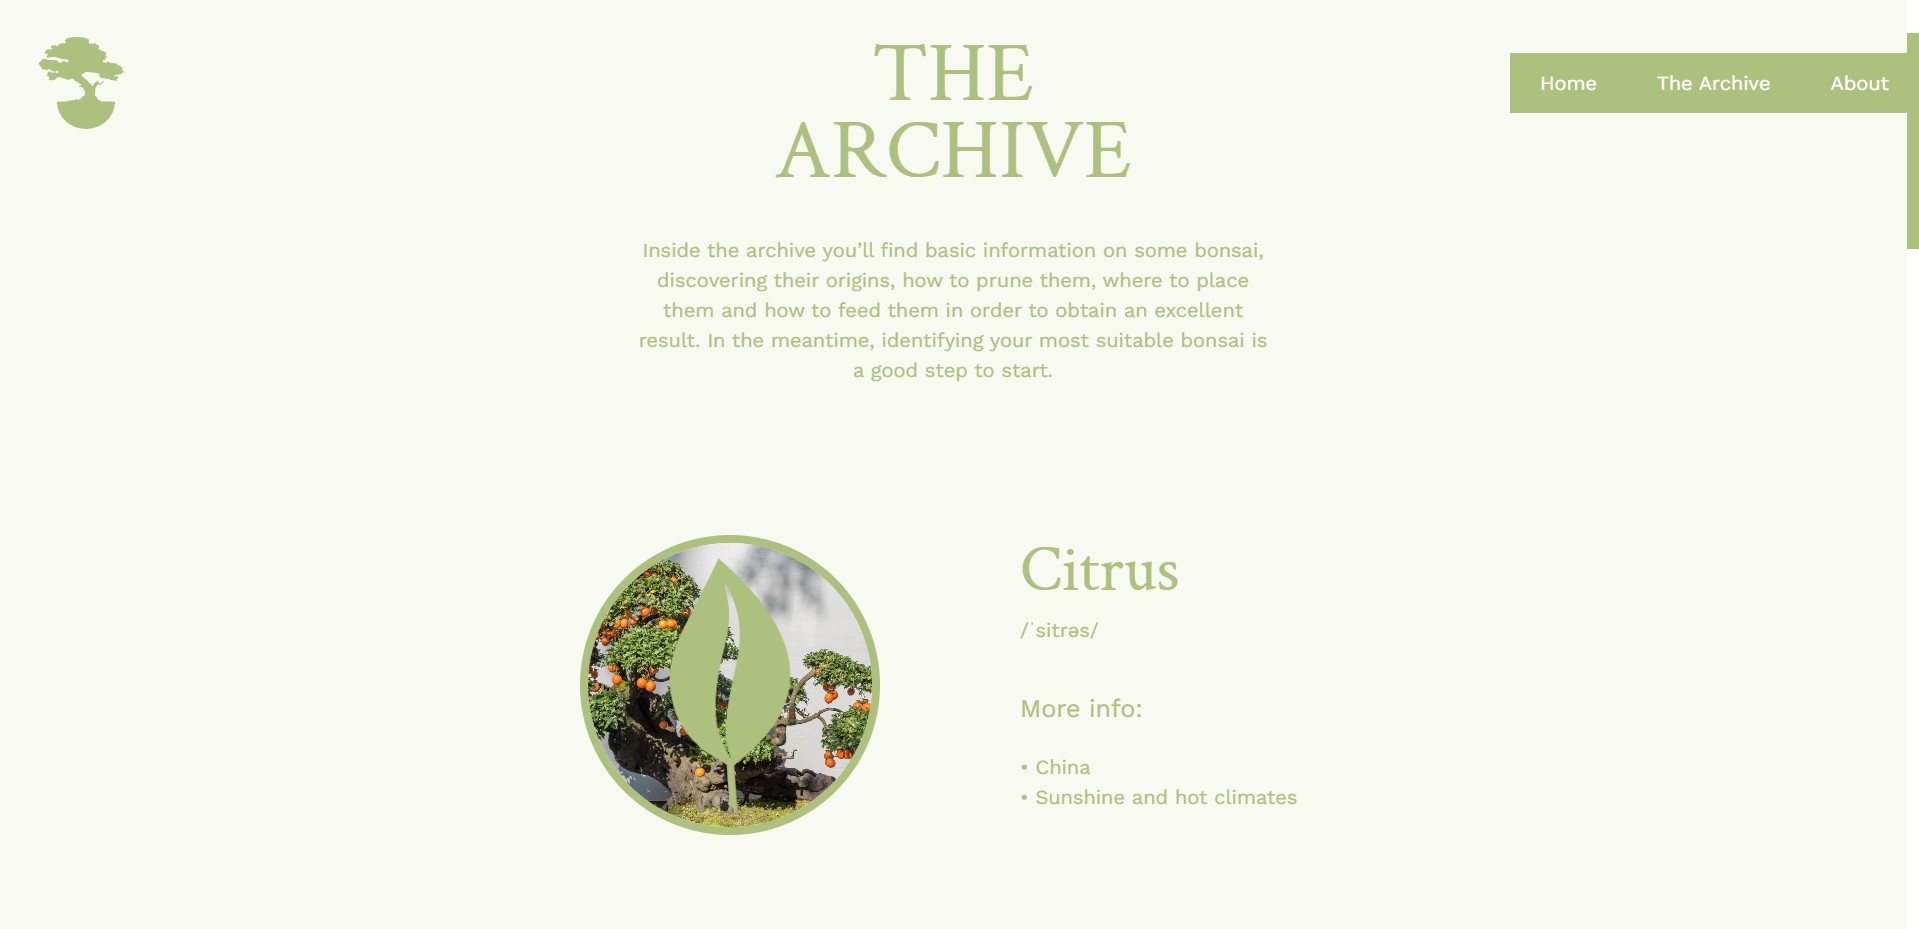 THE
ARCHIVE
Home
The Archive
About
Inside the archive you’ll find basic information on some bonsai,
discovering their origins, how to prune them, where to place
them and how to feed them in order to obtain an excellent
result. In the meantime, identifying your most suitable bonsai is
a good step to start.
Citrus
/ˈsitrəs/
More info:
• China
• Sunshine and hot climates